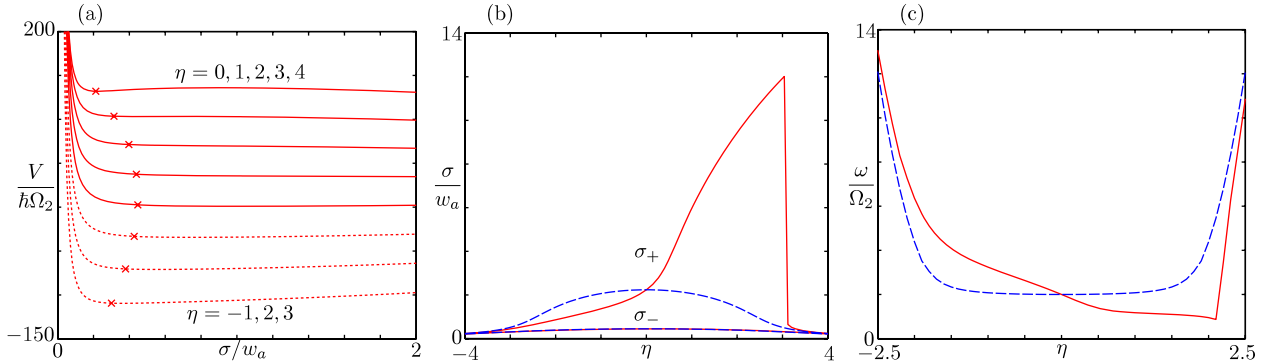 (a)
200
η = 0, 1, 2, 3, 4
V
ℏΩ₂
η = −1, 2, 3
−150
0
σ/wₐ
2
(b)
14
σ
wₐ
σ₊
σ₋
0
−4
η
4
(c)
14
ω
Ω₂
0
−2.5
η
2.5